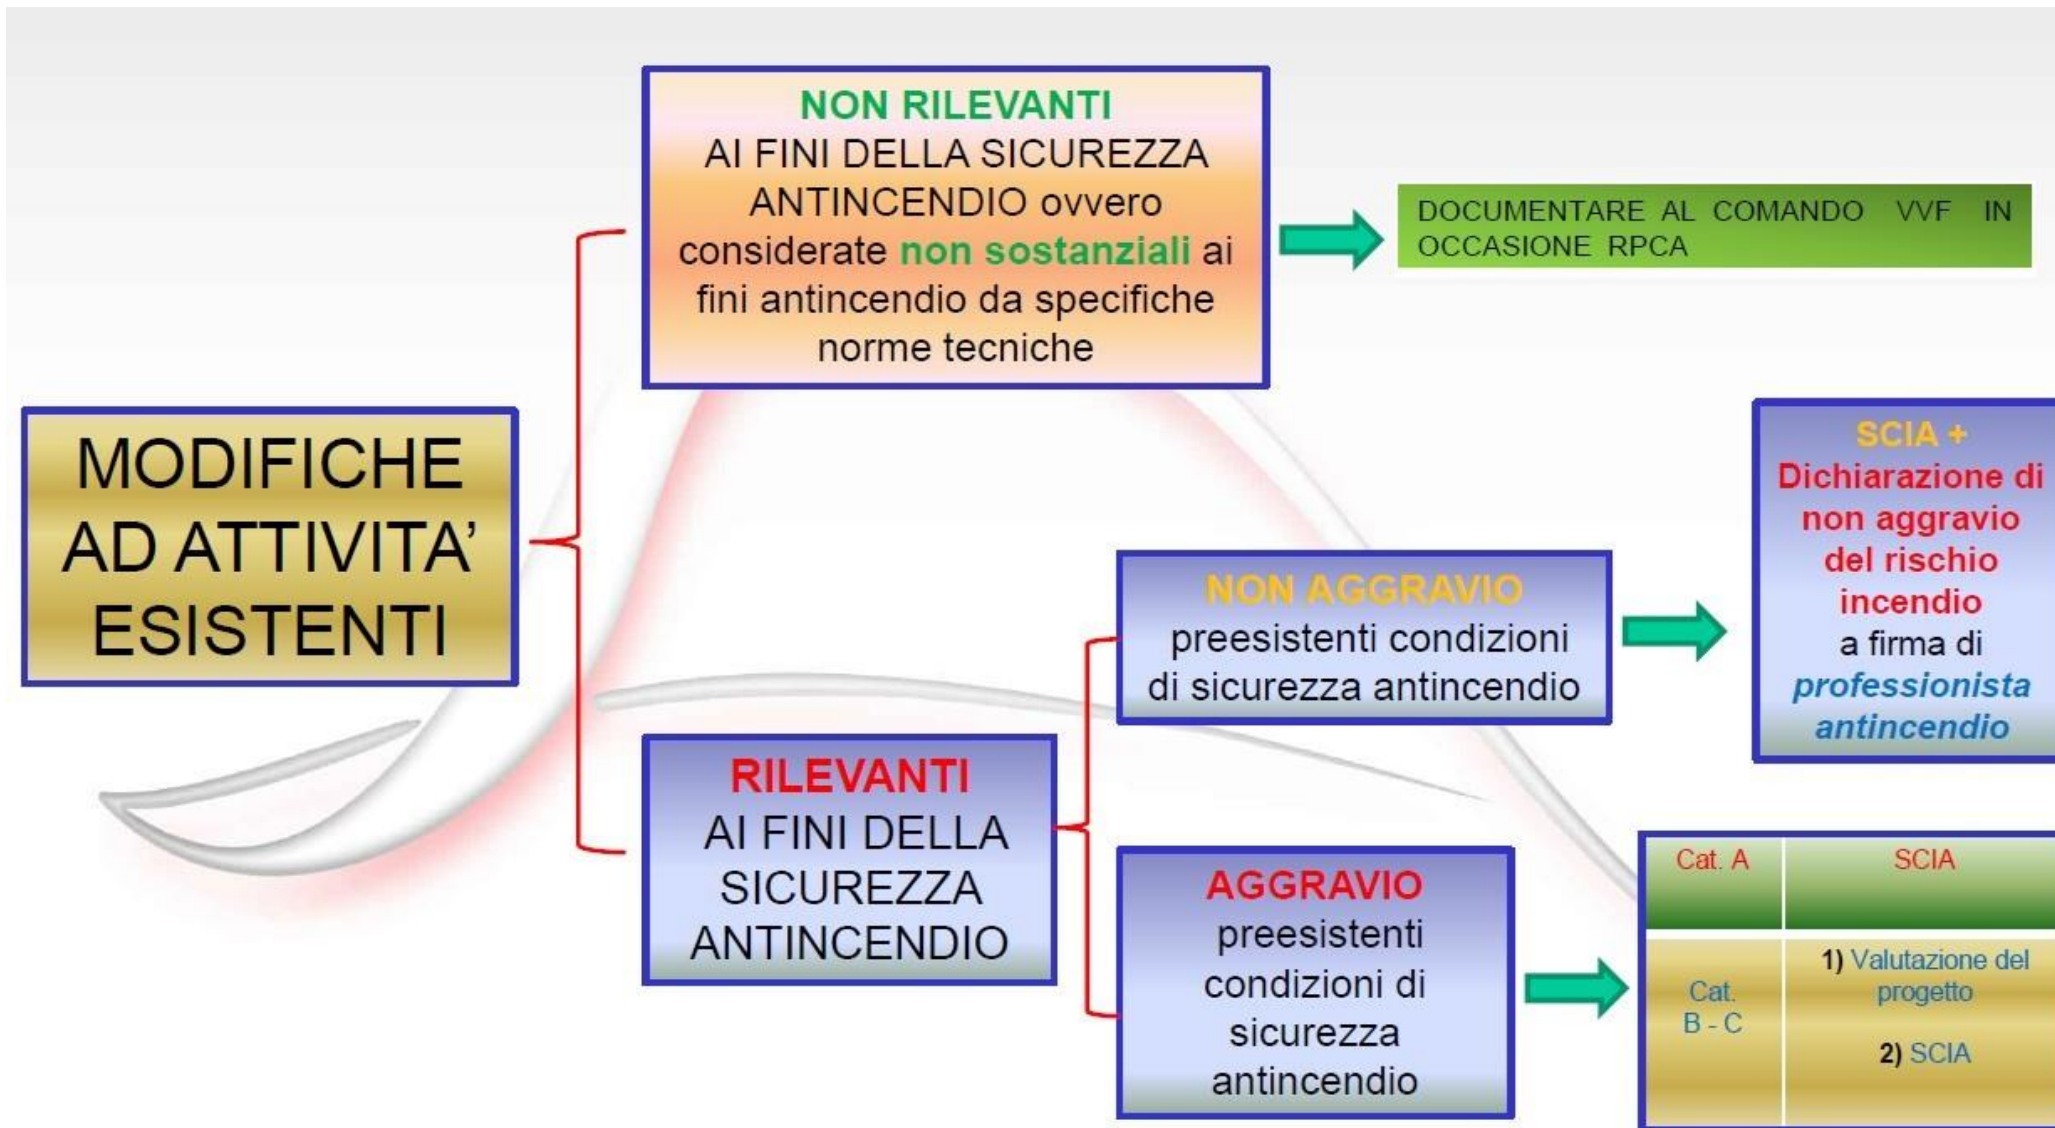 NON RILEVANTI
AI FINI DELLA SICUREZZA
ANTINCENDIO ovvero
considerate non sostanziali ai
fini antincendio da specifiche
norme tecniche
DOCUMENTARE AL COMANDO VVF IN
OCCASIONE RPCA
MODIFICHE
AD ATTIVITA’
ESISTENTI
SCIA +
Dichiarazione di
non aggravio
del rischio
incendio
a firma di
professionista
antincendio
NON AGGRAVIO
preesistenti condizioni
di sicurezza antincendio
RILEVANTI
AI FINI DELLA
SICUREZZA
ANTINCENDIO
AGGRAVIO
preesistenti
condizioni di
sicurezza
antincendio
Cat. A SCIA
Cat.
B - C
1) Valutazione del
progetto
2) SCIA